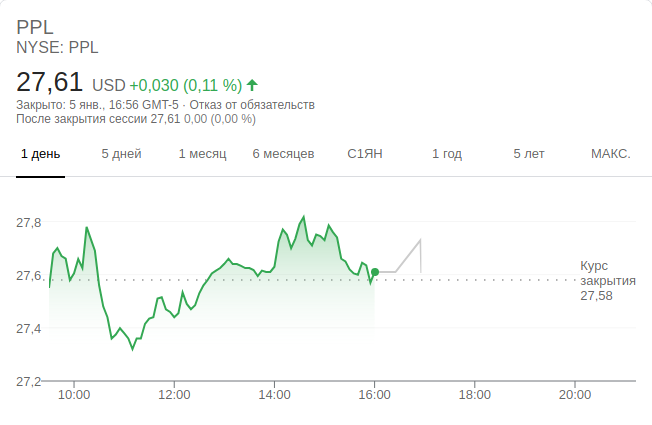 PPL
NYSE: PPL
27,61 USD +0,030 (0,11 %)
Закрыто: 5 янв., 16:56 GMT-5 · Отказ от обязательств
После закрытия сессии 27,61 0,00 (0,00 %)
1 день 5 дней 1 месяц 6 месяцев С1ЯН 1 год 5 лет МАКС.
27,8
27,6
27,4
27,2
Курс
закрытия
27,58
10:00 12:00 14:00 16:00 18:00 20:00